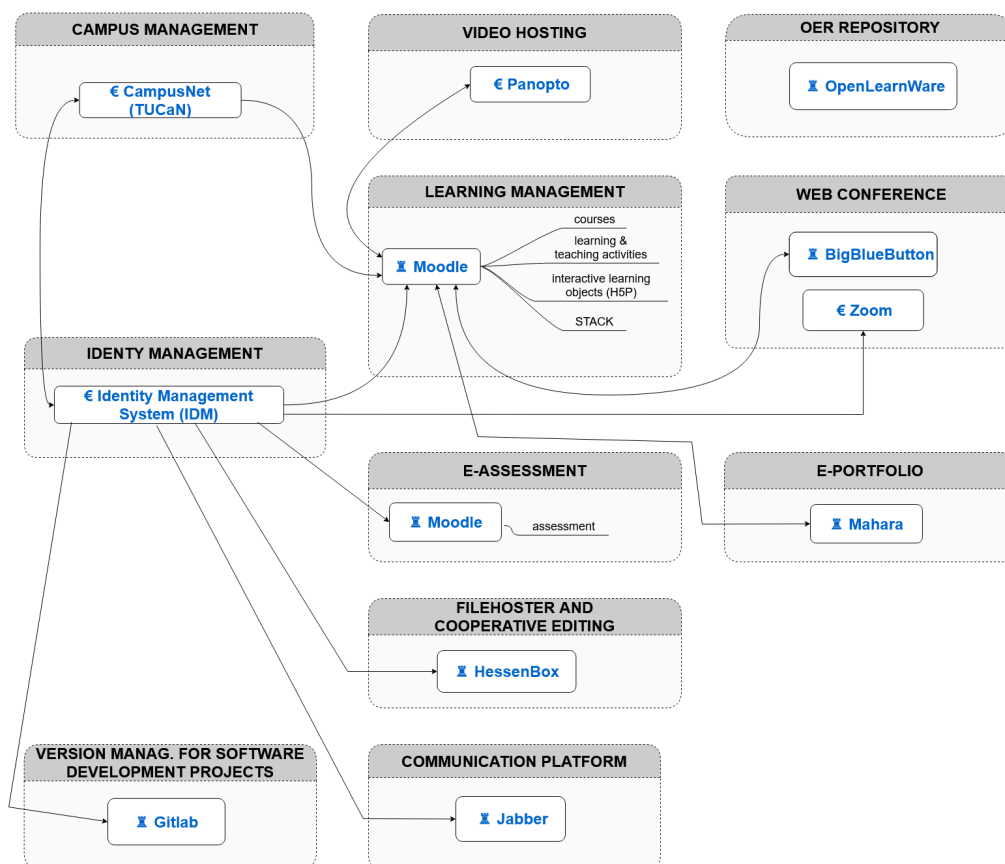 CAMPUS MANAGEMENT
€ CampusNet
(TUCaN)
VIDEO HOSTING
€ Panopto
OER REPOSITORY
♜ OpenLearnWare
LEARNING MANAGEMENT
♜ Moodle
courses
learning &
teaching activities
interactive learning
objects (H5P)
STACK
WEB CONFERENCE
♜ BigBlueButton
€ Zoom
IDENTY MANAGEMENT
€ Identity Management
System (IDM)
E-ASSESSMENT
♜ Moodle
assessment
E-PORTFOLIO
♜ Mahara
FILEHOSTER AND
COOPERATIVE EDITING
♜ HessenBox
VERSION MANAG. FOR SOFTWARE
DEVELOPMENT PROJECTS
♜ Gitlab
COMMUNICATION PLATFORM
♜ Jabber